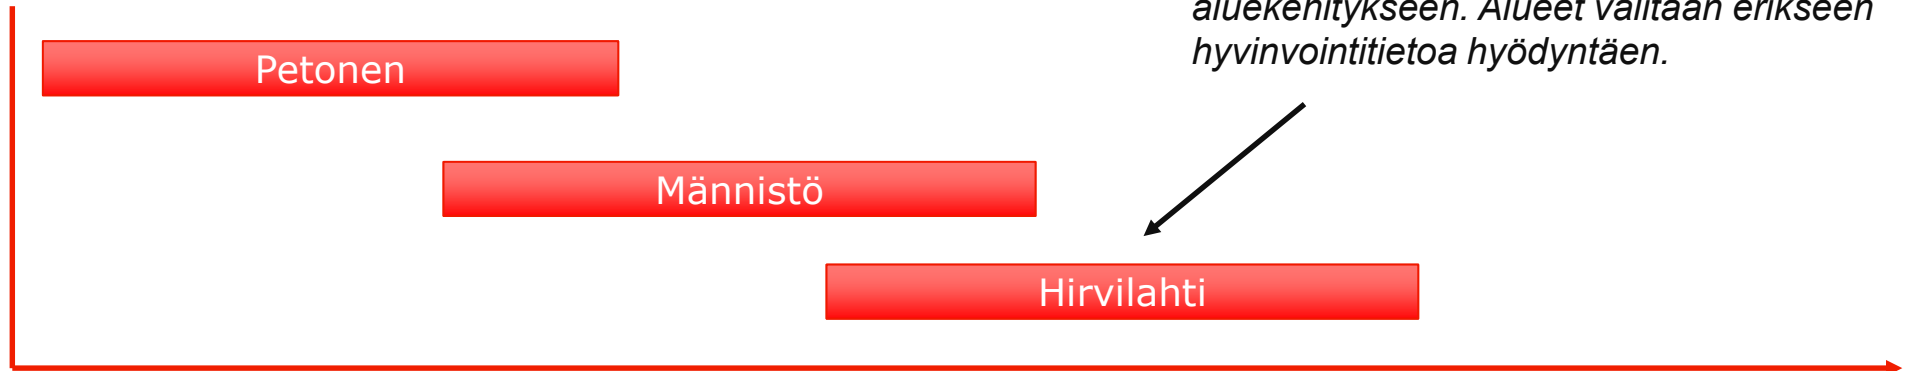 aluekehitykseen. Alueet valitaan erikseen
hyvinvointitietoa hyödyntäen.
Petonen
Männistö
Hirvilahti